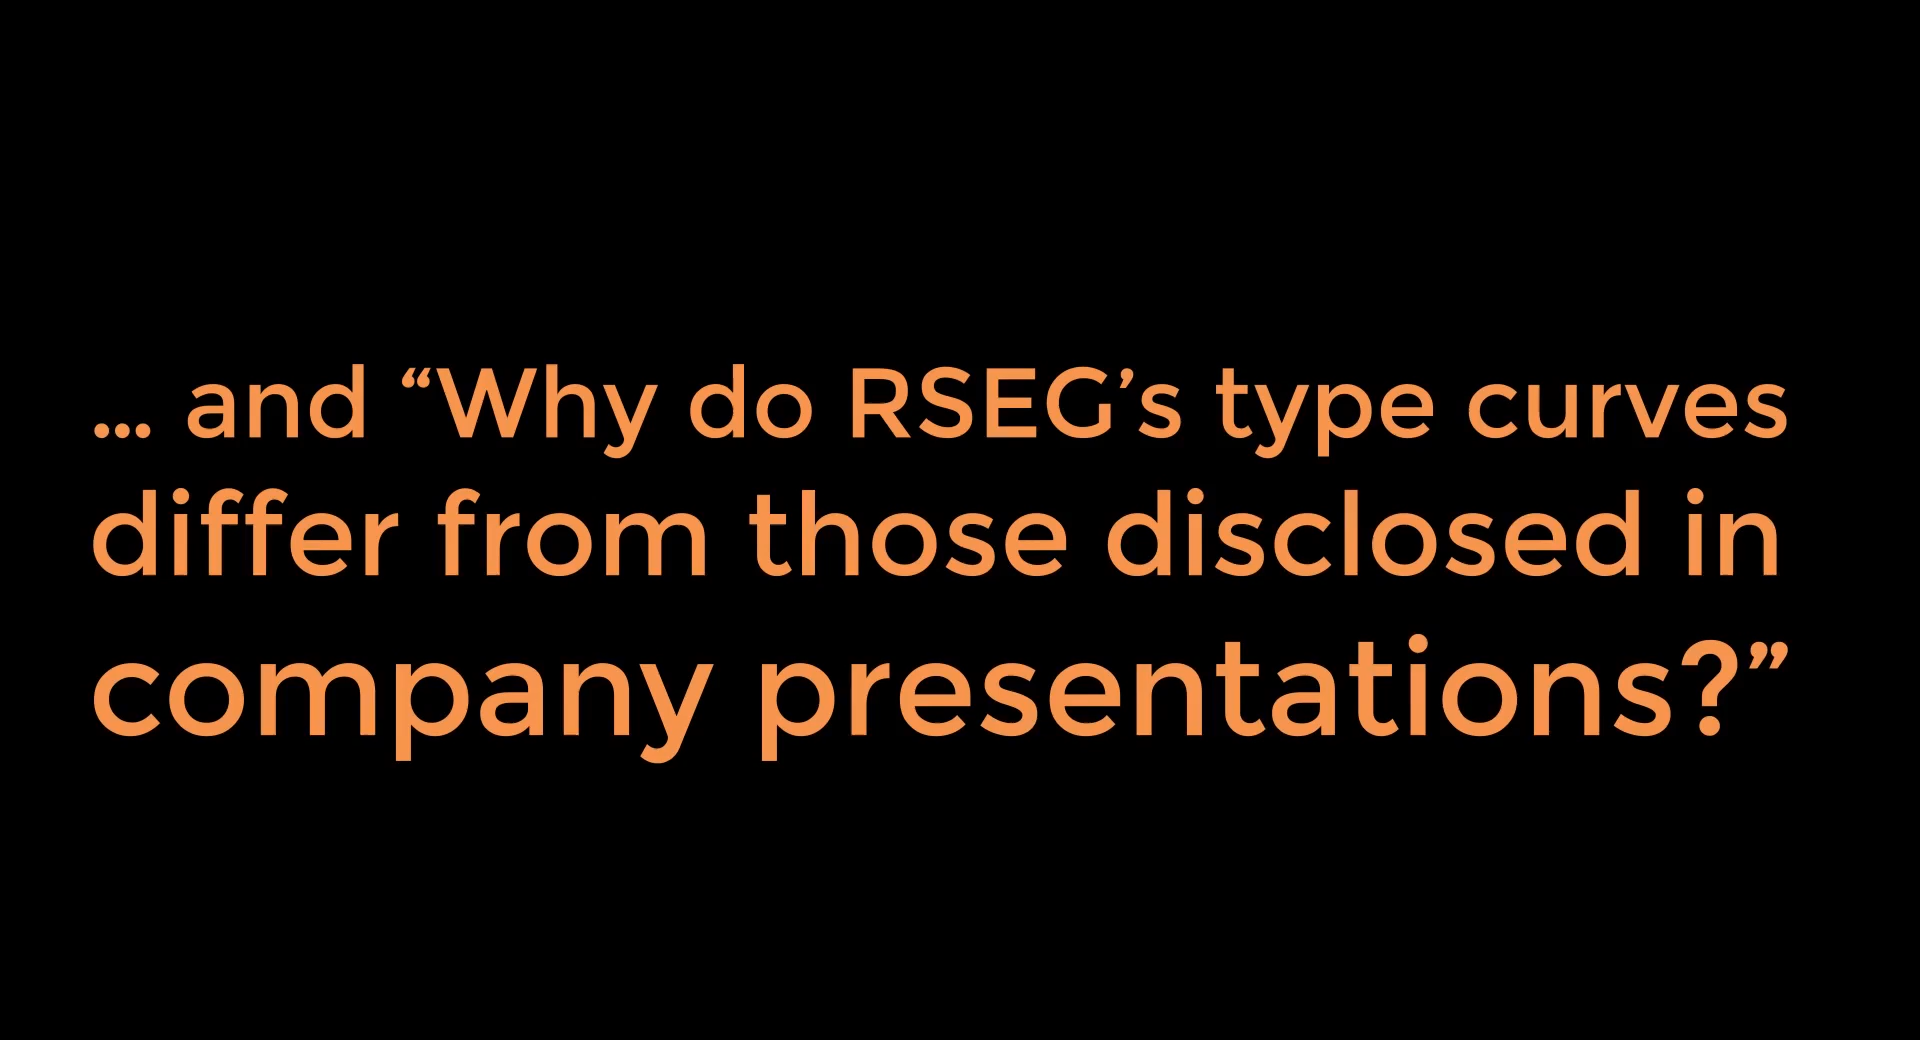 ... and “Why do RSEG’s type curves
differ from those disclosed in
company presentations?”